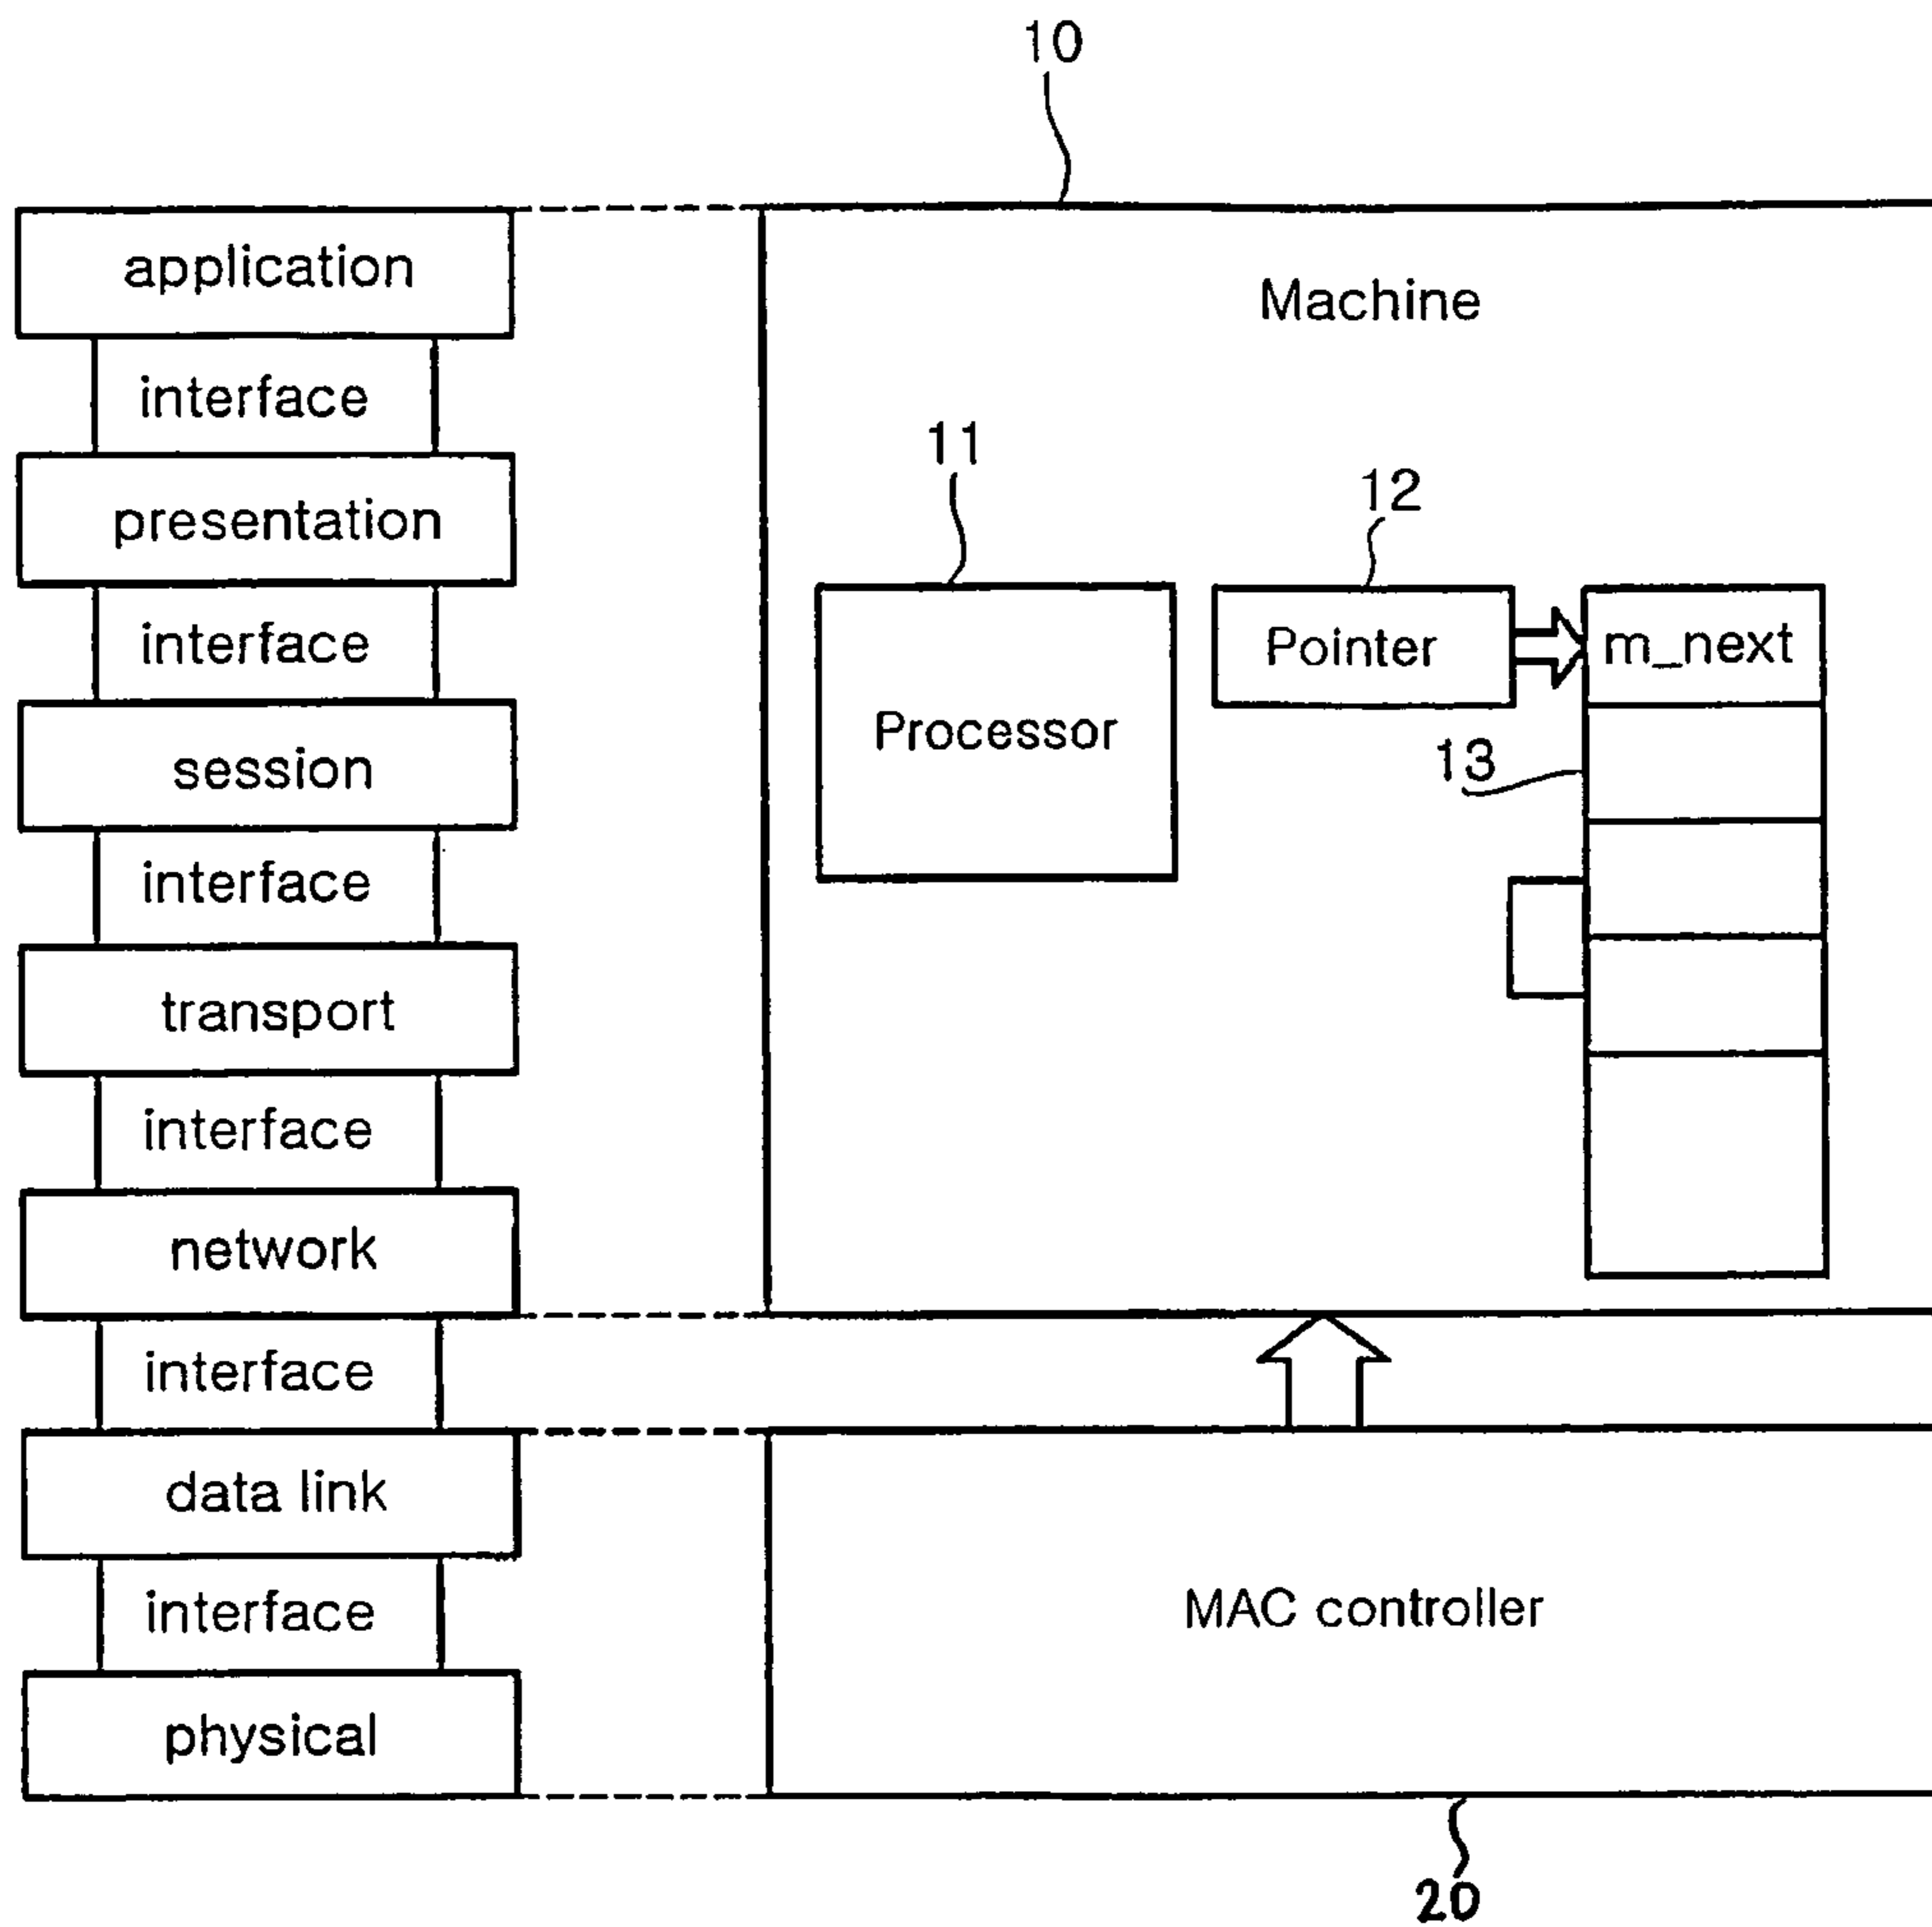 10
application
Machine
interface
11
12
presentation
Pointer
m_next
interface
Processor
13
session
interface
transport
interface
network
interface
data link
MAC controller
interface
physical
20